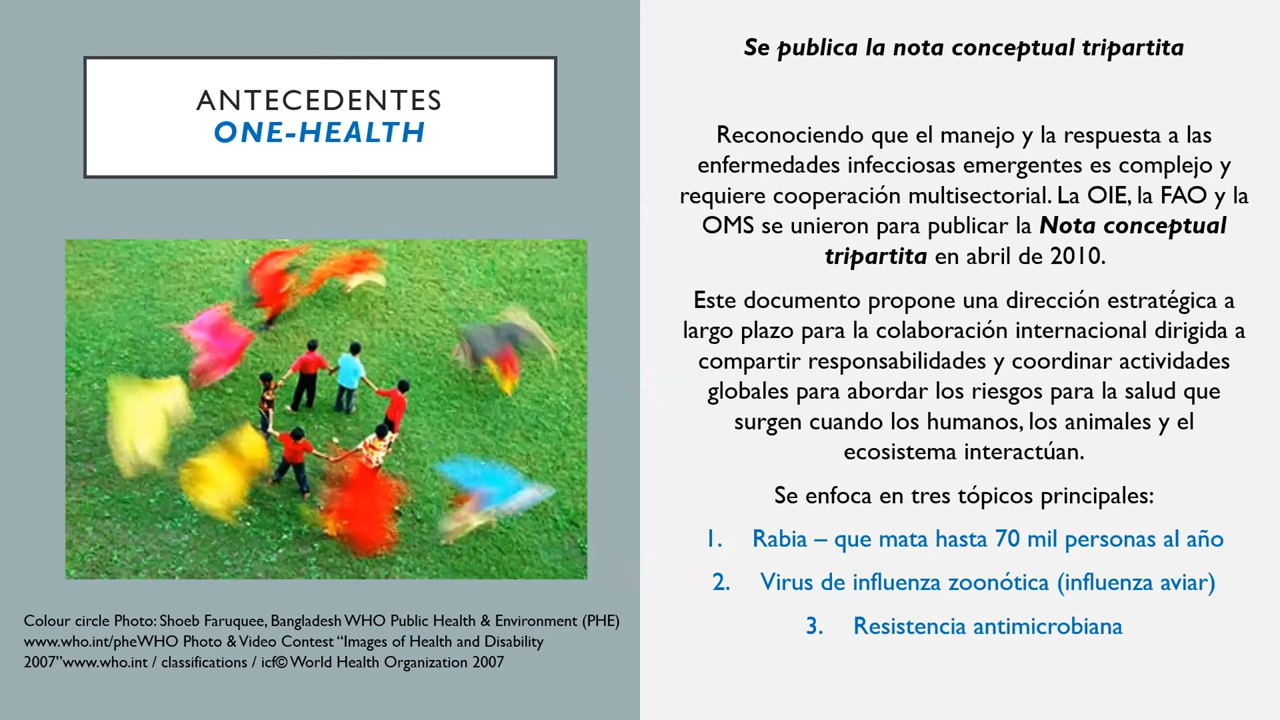 ANTECEDENTES
ONE-HEALTH
Colour circle Photo: Shoeb Faruquee, Bangladesh WHO Public Health & Environment (PHE)
www.who.int/pheWHO Photo & Video Contest “Images of Health and Disability
2007”www.who.int / classifications / icf© World Health Organization 2007
Se publica la nota conceptual tripartita
Reconociendo que el manejo y la respuesta a las
enfermedades infecciosas emergentes es complejo y
requiere cooperación multisectorial. La OIE, la FAO y la
OMS se unieron para publicar la Nota conceptual
tripartita en abril de 2010.
Este documento propone una dirección estratégica a
largo plazo para la colaboración internacional dirigida a
compartir responsabilidades y coordinar actividades
globales para abordar los riesgos para la salud que
surgen cuando los humanos, los animales y el
ecosistema interactúan.
Se enfoca en tres tópicos principales:
1. Rabia – que mata hasta 70 mil personas al año
2. Virus de influenza zoonótica (influenza aviar)
3. Resistencia antimicrobiana